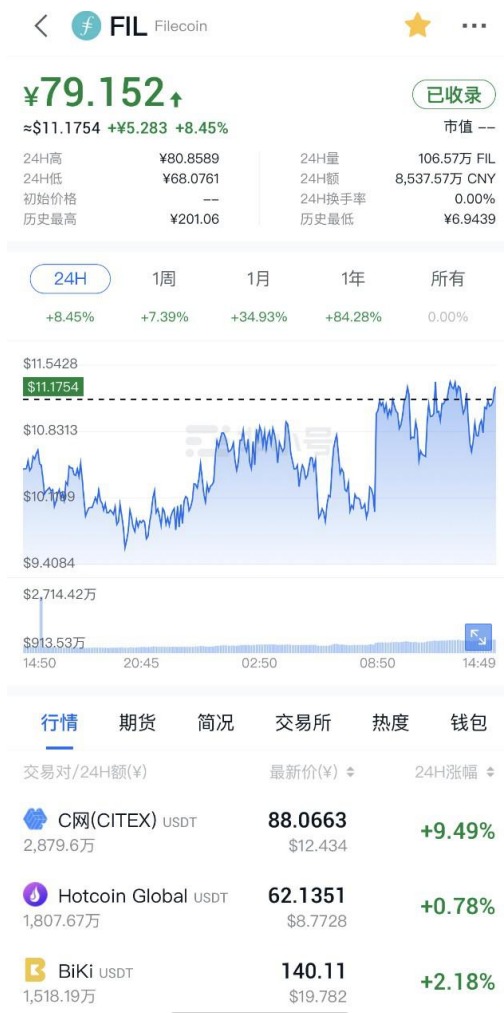 FIL Filecoin
¥79.152
已收录
≈$11.1754 +¥5.283 +8.45%
市值 --
24H高 ¥80.8589 24H量 106.57万 FIL
24H低 ¥68.0761 24H额 8,537.57万 CNY
初始价格 -- 24H换手率 0.00%
历史最高 ¥201.06 历史最低 ¥6.9439
24H 1周 1月 1年 所有
+8.45% +7.39% +34.93% +84.28% 0.00%
$11.5428
$11.1754
$10.8313
小号
$9.4084
$2,714.42万
$913.53万
14:50 20:45 02:50 08:50 14:49
行情 期货 简况 交易所 热度 钱包
交易对/24H额(¥) 最新价(¥) 24H涨幅
C网(CITEX) USDT 88.0663 +9.49%
2,879.6万 $12.434
Hotcoin Global USDT 62.1351 +0.78%
1,807.67万 $8.7728
BiKi USDT 140.11 +2.18%
1,518.19万 $19.782